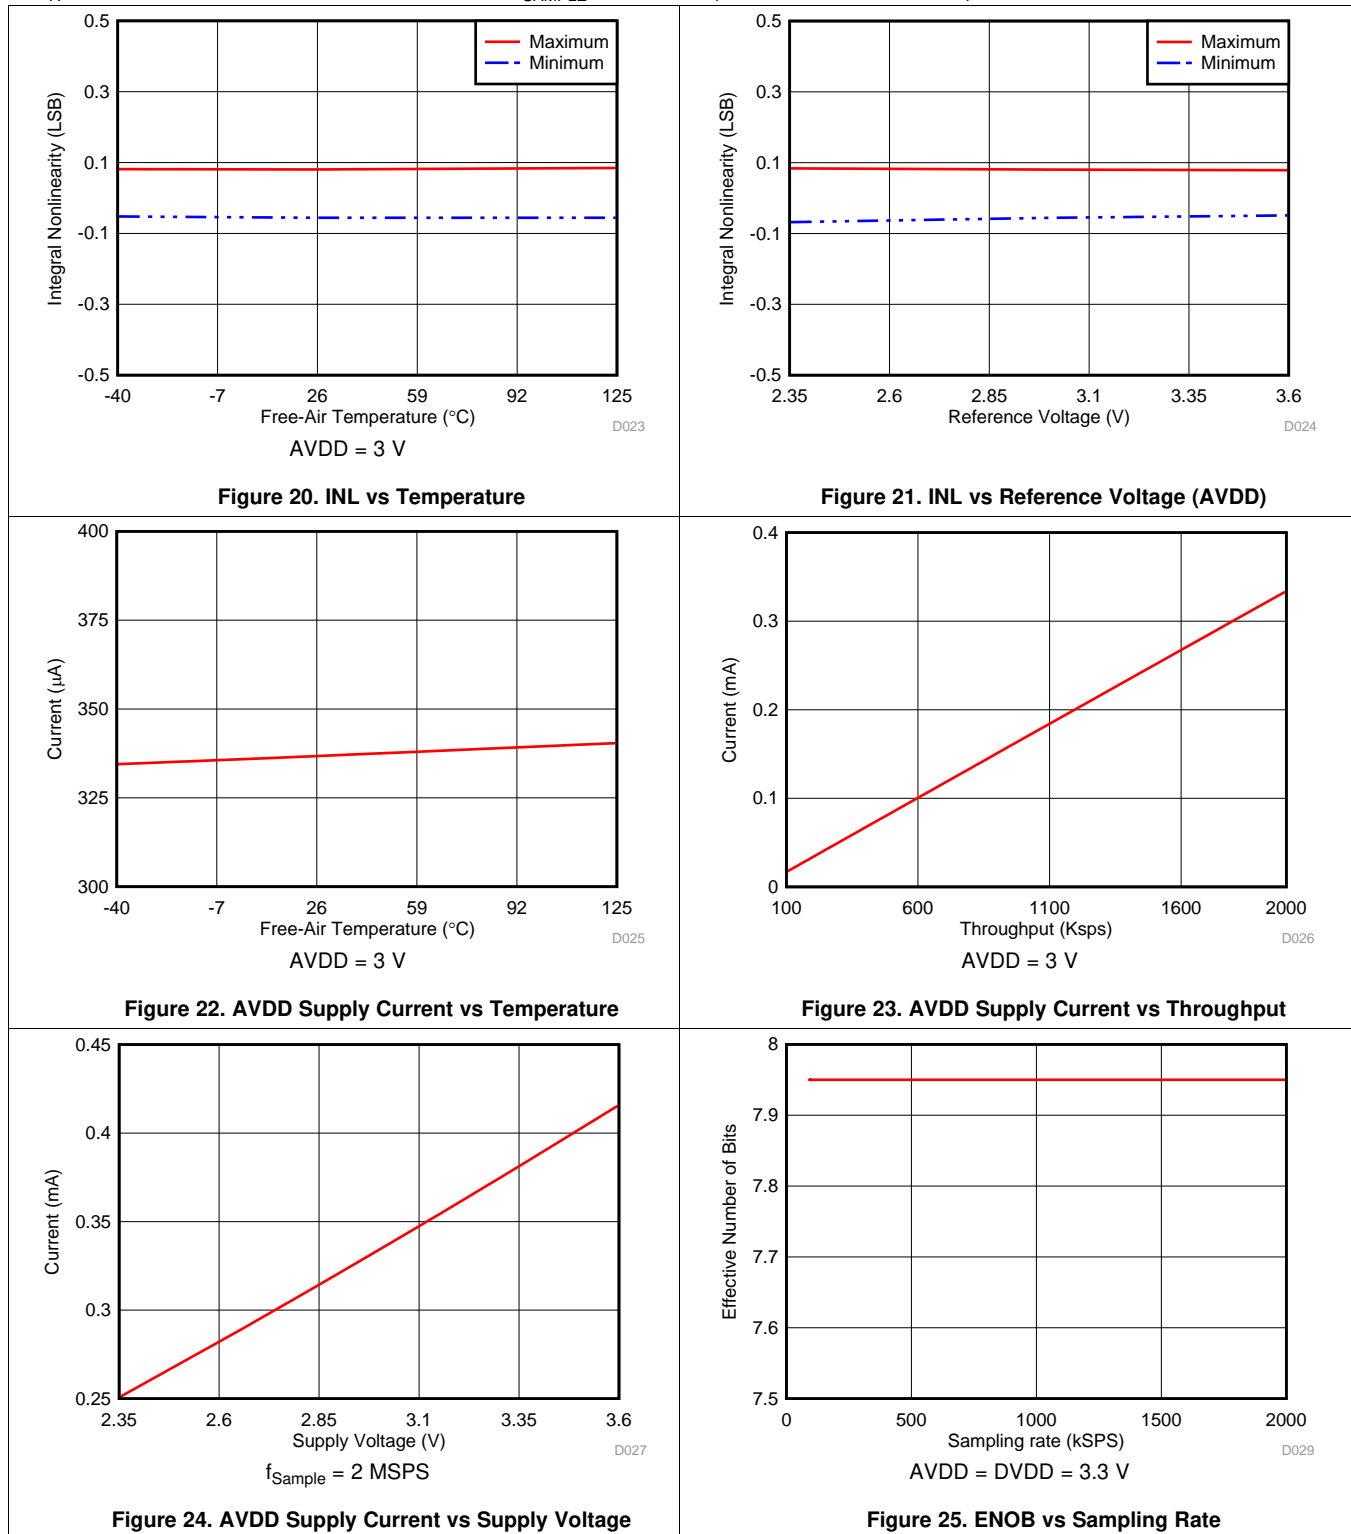 SAMPLE
0.5
0.3
0.1
-0.1
-0.3
-0.5
Integral Nonlinearity (LSB)
Maximum
Minimum
-40 -7 26 59 92 125
Free-Air Temperature (°C)
D023
AVDD = 3 V
Figure 20. INL vs Temperature
0.5
0.3
0.1
-0.1
-0.3
-0.5
Integral Nonlinearity (LSB)
Maximum
Minimum
2.35 2.6 2.85 3.1 3.35 3.6
Reference Voltage (V)
D024
Figure 21. INL vs Reference Voltage (AVDD)
400
375
350
325
300
Current (µA)
-40 -7 26 59 92 125
Free-Air Temperature (°C)
D025
AVDD = 3 V
Figure 22. AVDD Supply Current vs Temperature
0.4
0.3
0.2
0.1
0
Current (mA)
100 600 1100 1600 2000
Throughput (Ksps)
D026
AVDD = 3 V
Figure 23. AVDD Supply Current vs Throughput
0.45
0.4
0.35
0.3
0.25
Current (mA)
2.35 2.6 2.85 3.1 3.35 3.6
Supply Voltage (V)
D027
fSample = 2 MSPS
Figure 24. AVDD Supply Current vs Supply Voltage
8
7.9
7.8
7.7
7.6
7.5
Effective Number of Bits
0 500 1000 1500 2000
Sampling rate (kSPS)
D029
AVDD = DVDD = 3.3 V
Figure 25. ENOB vs Sampling Rate